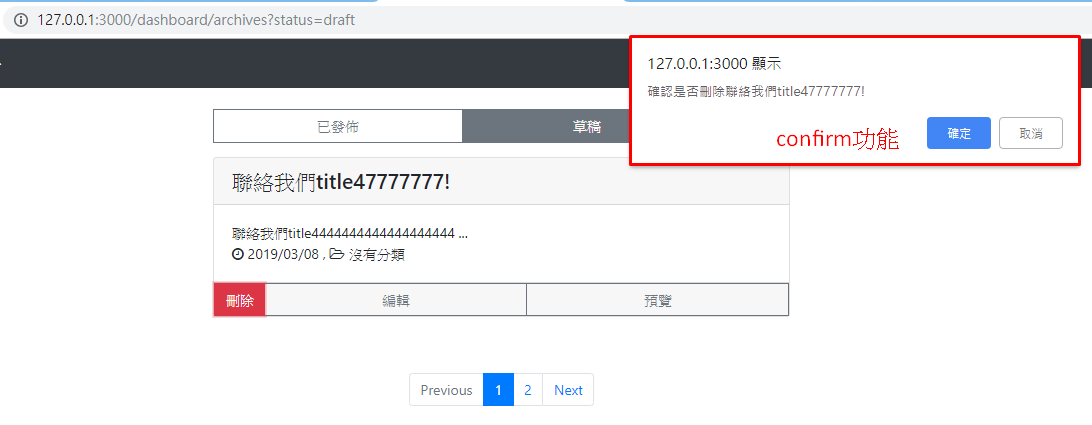 127.0.0.1:3000/dashboard/archives?status=draft
127.0.0.1:3000 顯示
確認是否刪除聯絡我們title47777777!
confirm功能
確定
取消
已發佈
草稿
聯絡我們title47777777!
聯絡我們title4444444444444444444 ...
2019/03/08 , 沒有分類
刪除
編輯
預覽
Previous
1
2
Next